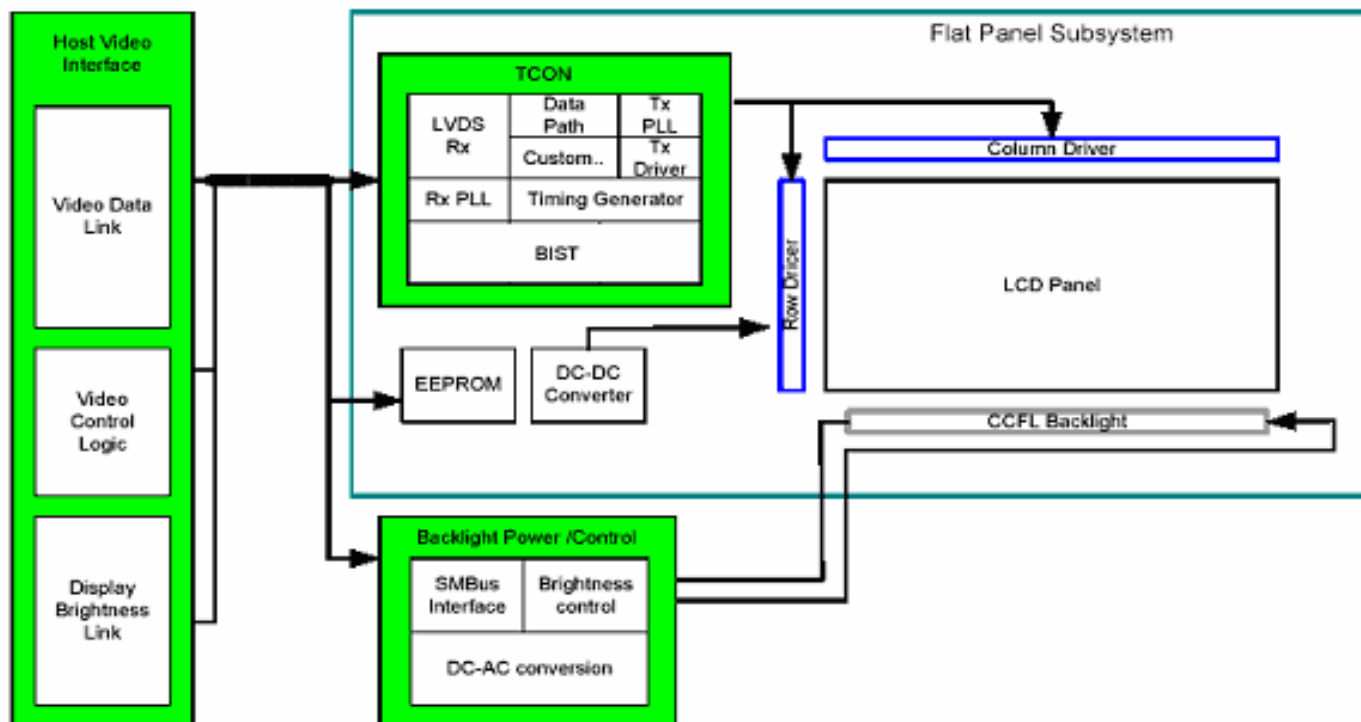 Host Video
Interface
Video Data
Link
Video
Control
Logic
Display
Brightness
Link
Flat Panel Subsystem
TCON
LVDS
Rx
Data
Path
Tx
PLL
Custom..
Tx
Driver
Rx PLL
Timing Generator
BIST
EEPROM
DC-DC
Converter
Column Driver
Row Dricer
LCD Panel
CCFL Backlight
Backlight Power /Control
SMBus
Interface
Brightness
control
DC-AC conversion